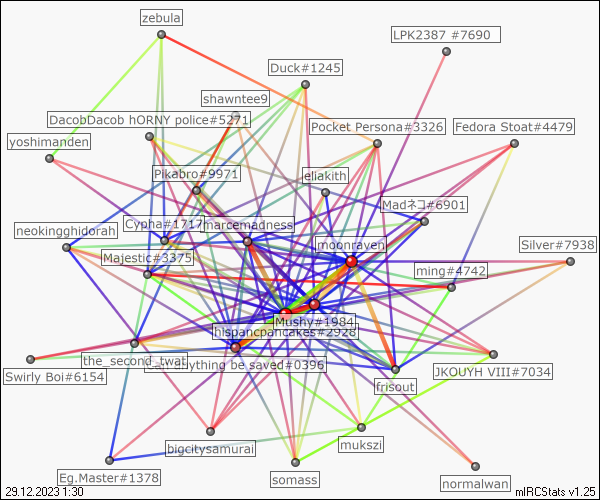 zebula
LPK2387 #7690
Duck#1245
shawntee9
DacobDacob hORNY police#5271
Pocket Persona#3326
Fedora Stoat#4479
yoshimanden
Pikabro#9971
eliakith
Madネコ#6901
neokingghidorah
Cypha#1717
marcemadness
moonraven
Silver#7938
Majestic#3375
ming#4742
Mushy#1984
hispancpancakes#2928
the_second_twat
ything be saved#0396
Swirly Boi#6154
JKOUYH VIII#7034
frisout
bigcitysamurai
mukszi
Eg.Master#1378
somass
normalwan
29.12.2023 1:30
mIRCStats v1.25